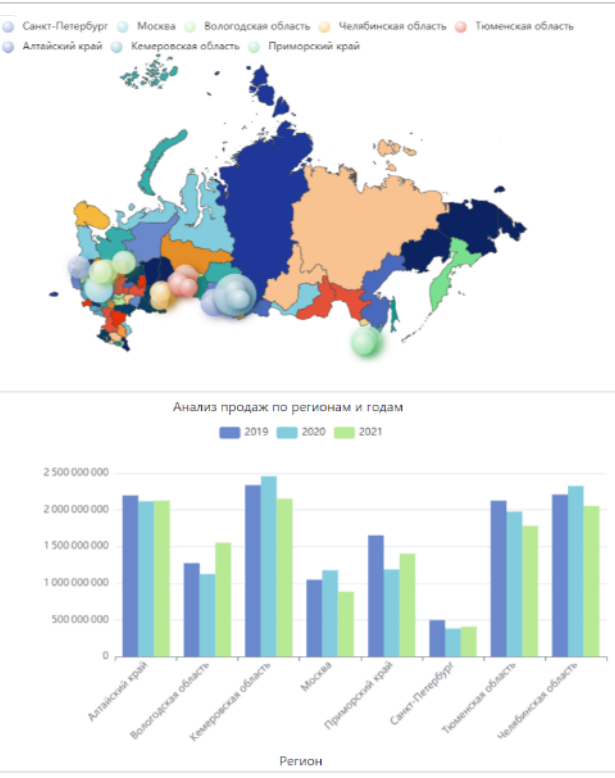 Санкт-Петербург Москва Вологодская область Челябинская область Тюменская область
Алтайский край Кемеровская область Приморский край
Анализ продаж по регионам и годам
2019 2020 2021
2 500 000 000
2 000 000 000
1 500 000 000
1 000 000 000
500 000 000
0
Алтайский край
Вологодская область
Кемеровская область
Москва
Приморский край
Санкт-Петербург
Тюменская область
Челябинская область
Регион